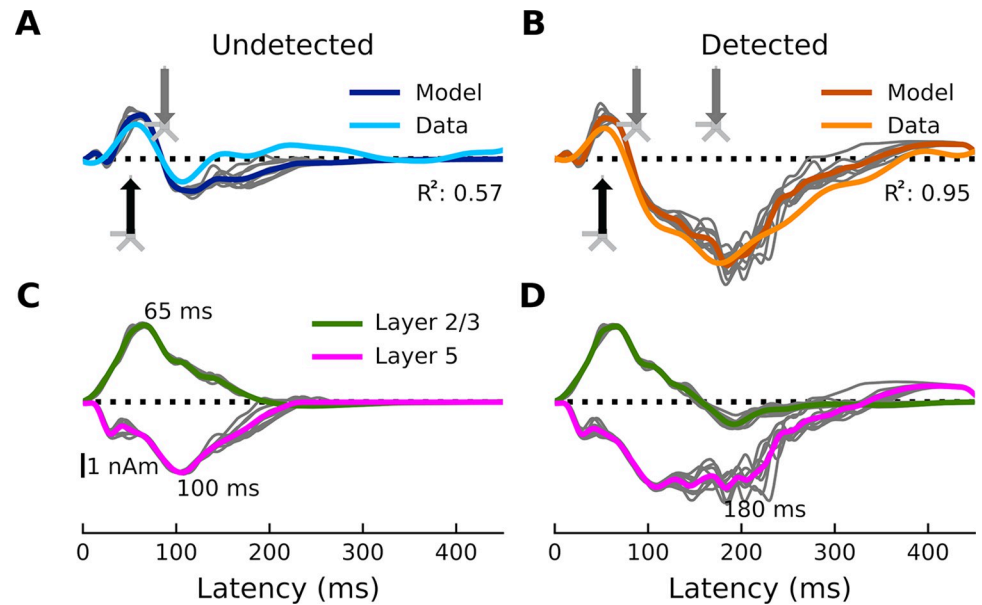 A
Undetected
Model
Data
R²: 0.57
B
Detected
Model
Data
R²: 0.95
C
65 ms
Layer 2/3
Layer 5
1 nAm
100 ms
D
180 ms
0 100 200 300 400
Latency (ms)
0 100 200 300 400
Latency (ms)